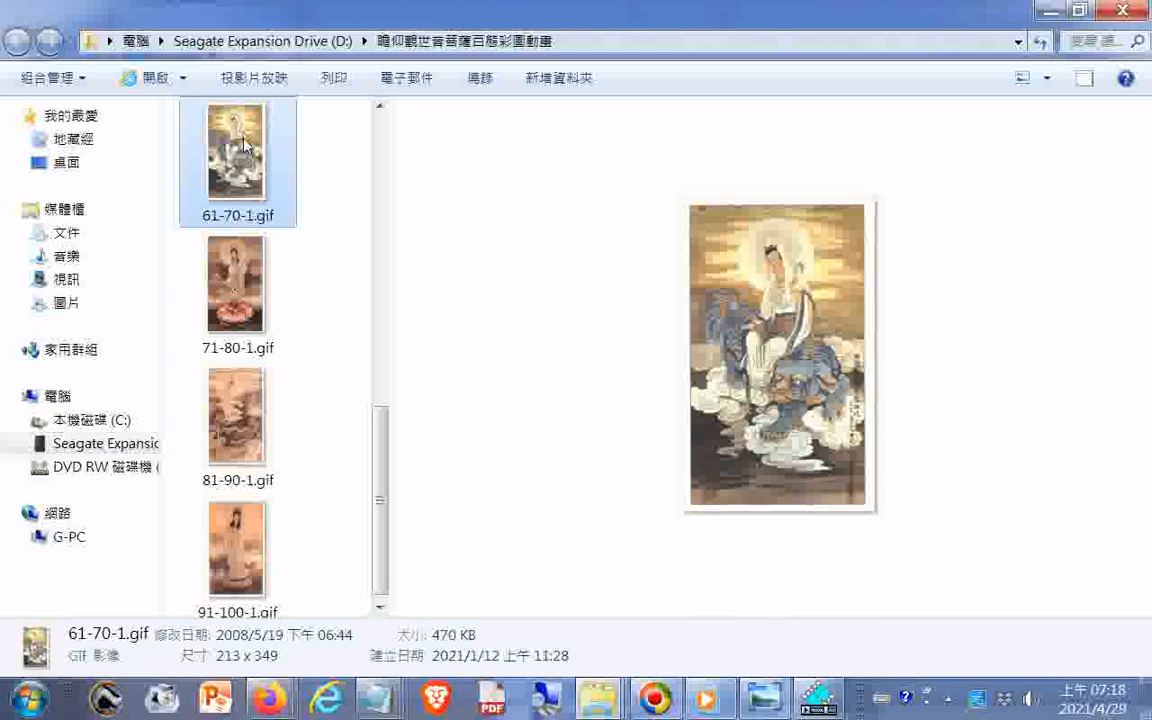 電腦 ▸ Seagate Expansion Drive (D:) ▸ 瞻仰觀世音菩薩百態彩圖動畫
組合管理 開啟 投影片放映 列印 電子郵件 燒錄 新增資料夾
我的最愛
地藏經
桌面
媒體櫃
文件
音樂
視訊
圖片
家用群組
電腦
本機磁碟 (C:)
Seagate Expansio
DVD RW 磁碟機 (
網路
G-PC
61-70-1.gif
71-80-1.gif
81-90-1.gif
91-100-1.gif
61-70-1.gif 修改日期: 2008/5/19 下午 06:44 大小: 470 KB
GIF 影像 尺寸: 213 x 349 建立日期: 2021/1/12 上午 11:28
PDF
上午 07:18
2021/4/29